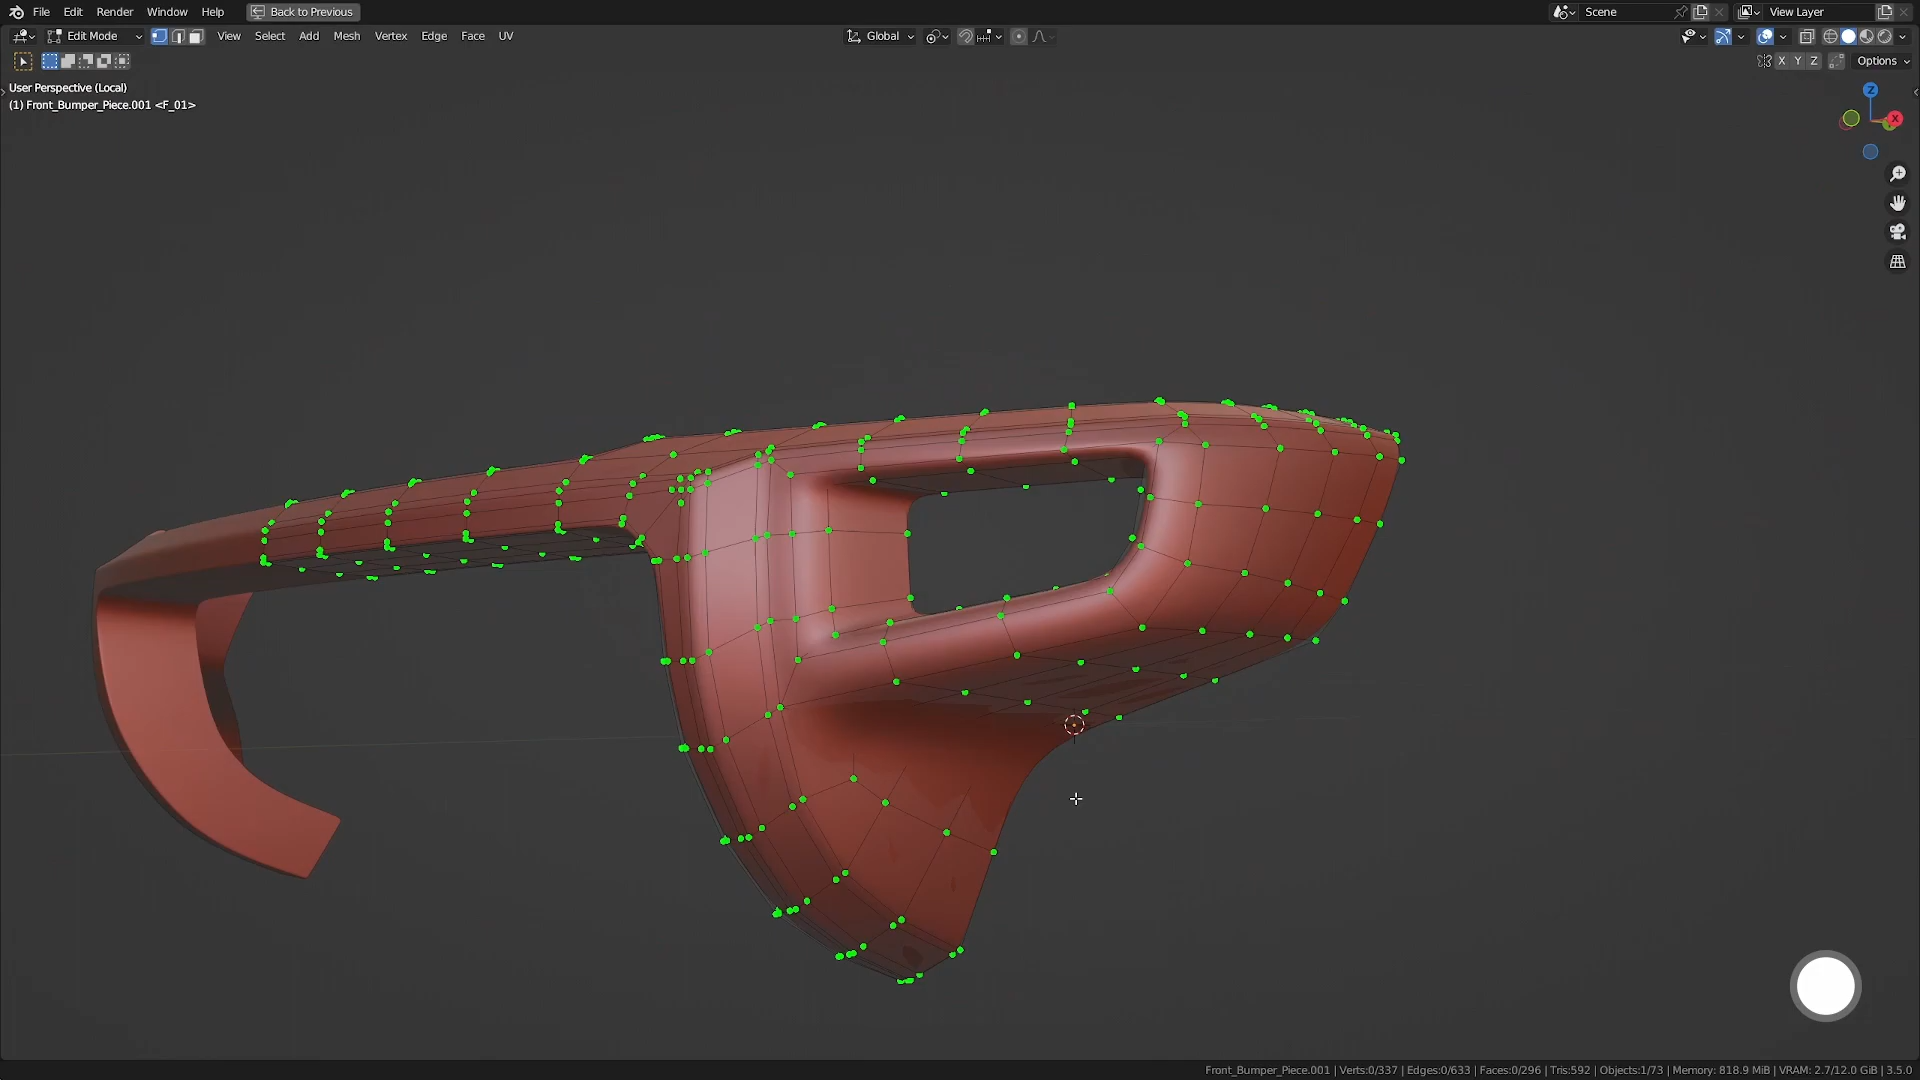 File Edit Render Window Help Back to Previous Scene View Layer
Edit Mode View Select Add Mesh Vertex Edge Face UV Global
X Y Z Options
User Perspective (Local)
(1) Front_Bumper_Piece.001 <F_01>
Z
X
Front_Bumper_Piece.001 | Verts:0/337 | Edges:0/633 | Faces:0/296 | Tris:592 | Objects:1/73 | Memory: 818.9 MiB | VRAM: 2.7/12.0 GiB | 3.5.0